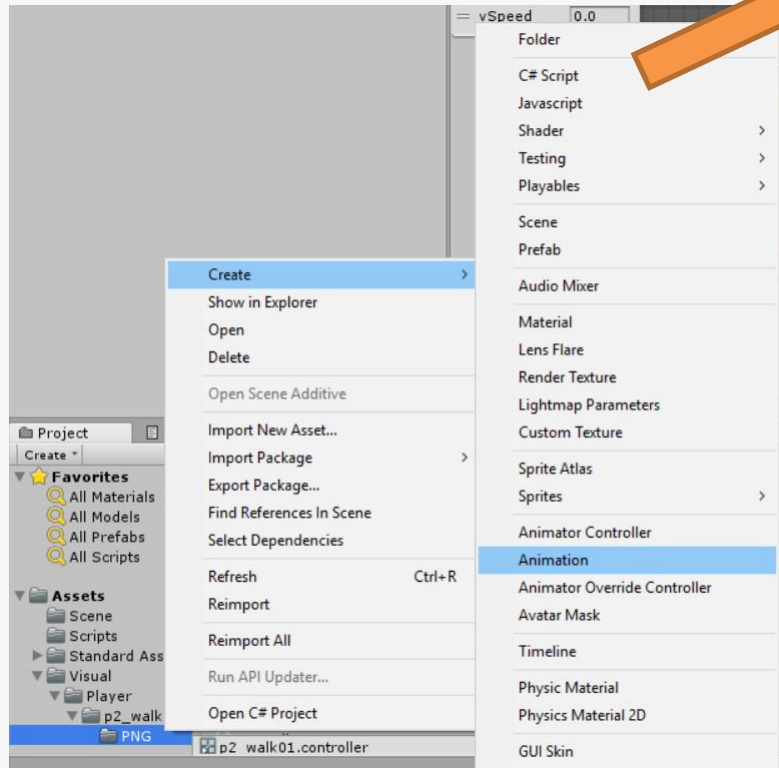 vSpeed 0.0
Folder
C# Script
Javascript
Shader
Testing
Playables
Scene
Prefab
Audio Mixer
Material
Lens Flare
Render Texture
Lightmap Parameters
Custom Texture
Sprite Atlas
Sprites
Animator Controller
Animation
Animator Override Controller
Avatar Mask
Timeline
Physic Material
Physics Material 2D
GUI Skin
Create
Show in Explorer
Open
Delete
Open Scene Additive
Import New Asset...
Import Package
Export Package...
Find References In Scene
Select Dependencies
Refresh Ctrl+R
Reimport
Reimport All
Run API Updater...
Open C# Project
Project
Create
Favorites
All Materials
All Models
All Prefabs
All Scripts
Assets
Scene
Scripts
Standard Ass
Visual
Player
p2_walk
PNG
p2_walk01.controller